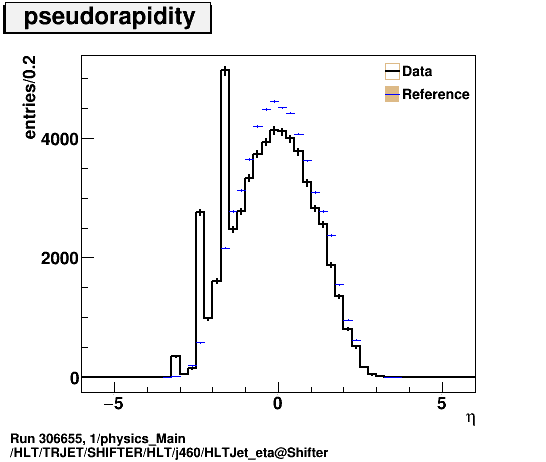 pseudorapidity
entries/0.2
Data
Reference
4000
2000
0
−5
0
5
η
Run 306655, 1/physics_Main
/HLT/TRJET/SHIFTER/HLT/j460/HLTJet_eta@Shifter